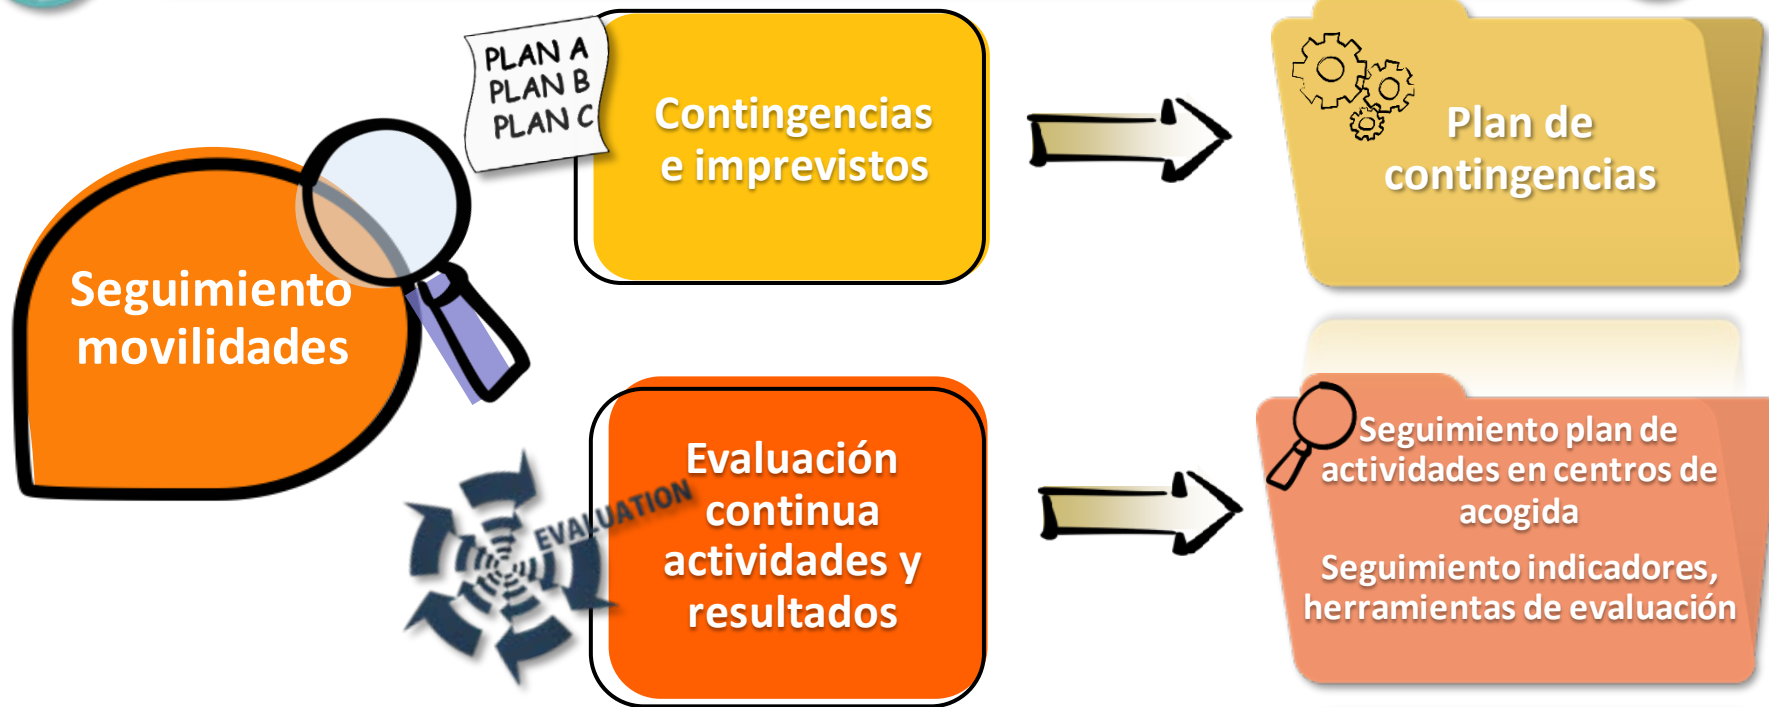 PLAN A
PLAN B
PLAN C
Contingencias
e imprevistos
Plan de
contingencias
Seguimiento
movilidades
Evaluación
continua
actividades y
resultados
EVALUATION
Seguimiento plan de
actividades en centros de
acogida
Seguimiento indicadores,
herramientas de evaluación